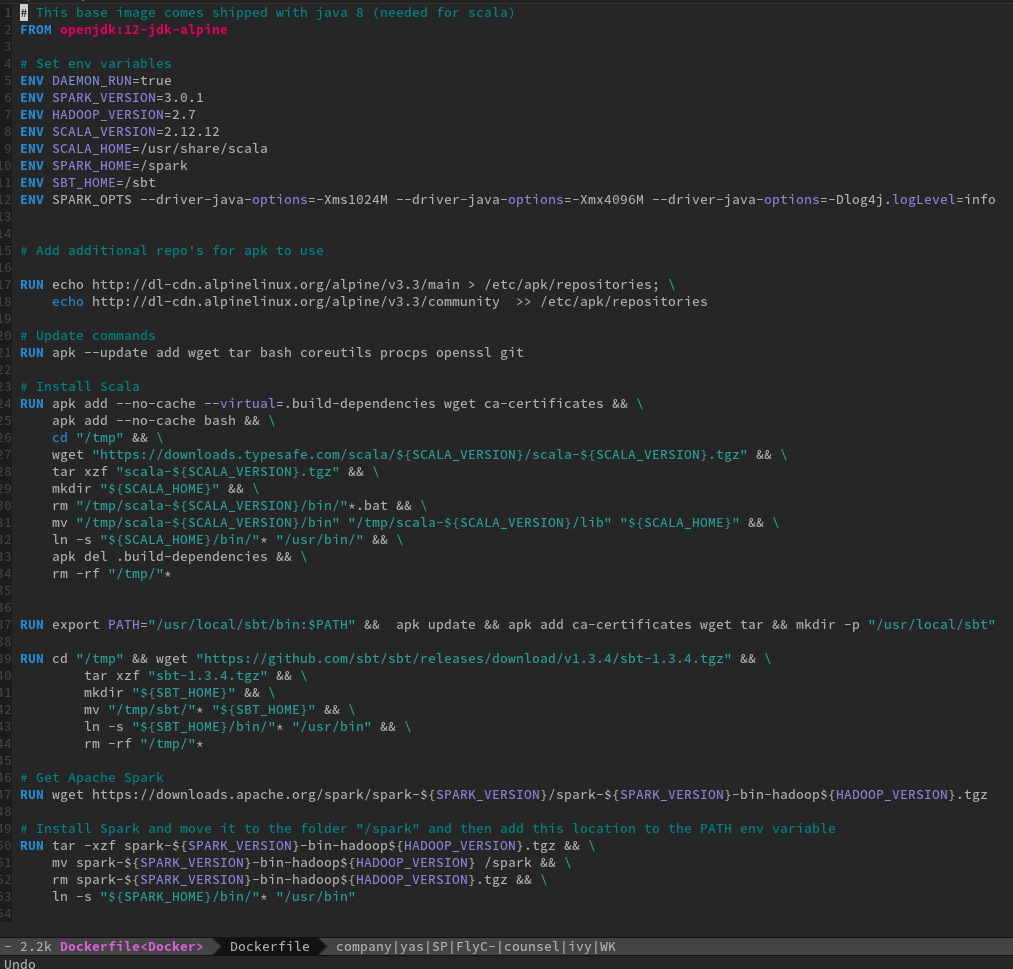 1 # This base image comes shipped with java 8 (needed for scala)
2 FROM openjdk:12-jdk-alpine
3
4 # Set env variables
5 ENV DAEMON_RUN=true
6 ENV SPARK_VERSION=3.0.1
7 ENV HADOOP_VERSION=2.7
8 ENV SCALA_VERSION=2.12.12
9 ENV SCALA_HOME=/usr/share/scala
10 ENV SPARK_HOME=/spark
11 ENV SBT_HOME=/sbt
12 ENV SPARK_OPTS --driver-java-options=-Xms1024M --driver-java-options=-Xmx4096M --driver-java-options=-Dlog4j.logLevel=info
13
14
15 # Add additional repo's for apk to use
16
17 RUN echo http://dl-cdn.alpinelinux.org/alpine/v3.3/main > /etc/apk/repositories; \
18     echo http://dl-cdn.alpinelinux.org/alpine/v3.3/community  >> /etc/apk/repositories
19
20 # Update commands
21 RUN apk --update add wget tar bash coreutils procps openssl git
22
23 # Install Scala
24 RUN apk add --no-cache --virtual=.build-dependencies wget ca-certificates && \
25     apk add --no-cache bash && \
26     cd "/tmp" && \
27     wget "https://downloads.typesafe.com/scala/${SCALA_VERSION}/scala-${SCALA_VERSION}.tgz" && \
28     tar xzf "scala-${SCALA_VERSION}.tgz" && \
29     mkdir "${SCALA_HOME}" && \
30     rm "/tmp/scala-${SCALA_VERSION}/bin/"*.bat && \
31     mv "/tmp/scala-${SCALA_VERSION}/bin" "/tmp/scala-${SCALA_VERSION}/lib" "${SCALA_HOME}" && \
32     ln -s "${SCALA_HOME}/bin/"* "/usr/bin/" && \
33     apk del .build-dependencies && \
34     rm -rf "/tmp/"*
35
36
37 RUN export PATH="/usr/local/sbt/bin:$PATH" &&  apk update && apk add ca-certificates wget tar && mkdir -p "/usr/local/sbt"
38
39 RUN cd "/tmp" && wget "https://github.com/sbt/sbt/releases/download/v1.3.4/sbt-1.3.4.tgz" && \
40         tar xzf "sbt-1.3.4.tgz" && \
41         mkdir "${SBT_HOME}" && \
42         mv "/tmp/sbt/"* "${SBT_HOME}" && \
43         ln -s "${SBT_HOME}/bin/"* "/usr/bin" && \
44         rm -rf "/tmp/"*
45
46 # Get Apache Spark
47 RUN wget https://downloads.apache.org/spark/spark-${SPARK_VERSION}/spark-${SPARK_VERSION}-bin-hadoop${HADOOP_VERSION}.tgz
48
49 # Install Spark and move it to the folder "/spark" and then add this location to the PATH env variable
50 RUN tar -xzf spark-${SPARK_VERSION}-bin-hadoop${HADOOP_VERSION}.tgz && \
51     mv spark-${SPARK_VERSION}-bin-hadoop${HADOOP_VERSION} /spark && \
52     rm spark-${SPARK_VERSION}-bin-hadoop${HADOOP_VERSION}.tgz && \
53     ln -s "${SPARK_HOME}/bin/"* "/usr/bin"
54
- 2.2k Dockerfile<Docker> Dockerfile company|yas|SP|FlyC-|counsel|ivy|WK
Undo